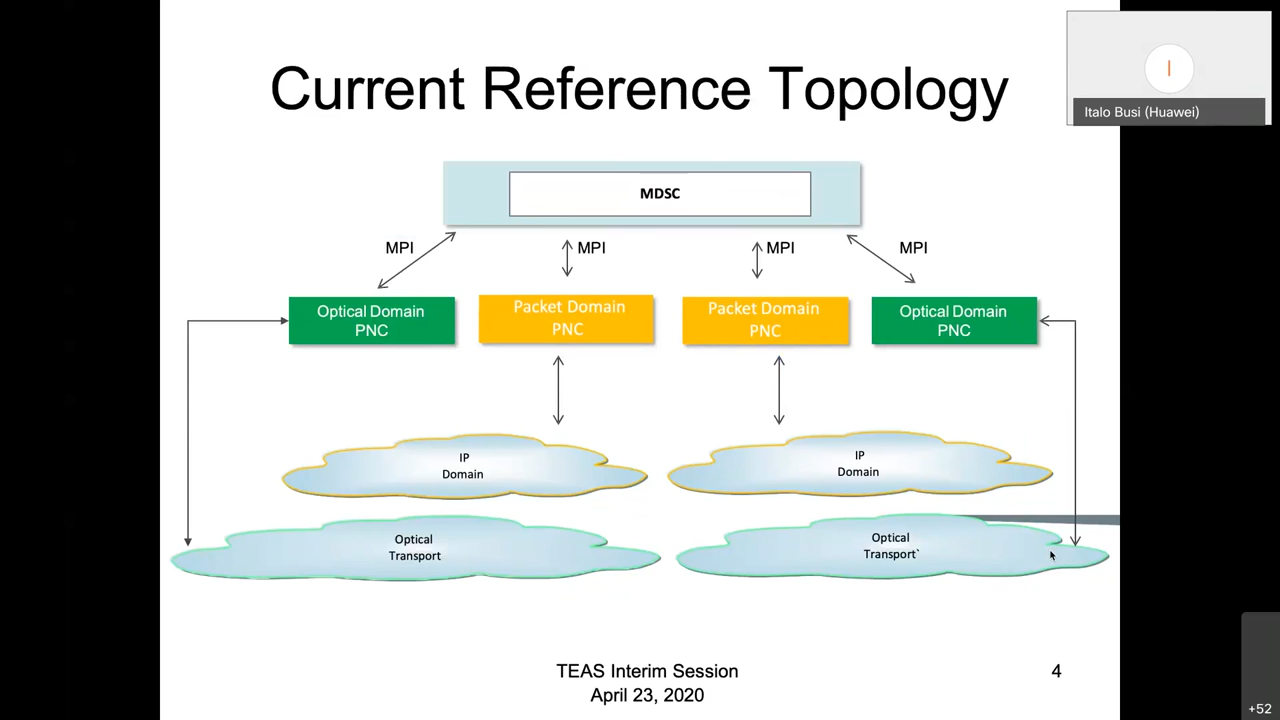 Current Reference Topology
I
Italo Busi (Huawei)
MDSC
MPI
MPI
MPI
MPI
Optical Domain
PNC
Packet Domain
PNC
Packet Domain
PNC
Optical Domain
PNC
IP
Domain
IP
Domain
Optical
Transport
Optical
Transport`
TEAS Interim Session
April 23, 2020
4
+52